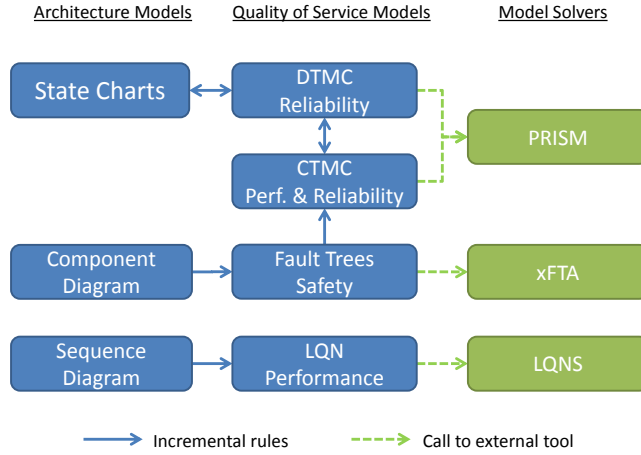 Architecture Models
Quality of Service Models
Model Solvers
State Charts
DTMC
Reliability
PRISM
CTMC
Perf. & Reliability
Component
Diagram
Fault Trees
Safety
xFTA
Sequence
Diagram
LQN
Performance
LQNS
Incremental rules
Call to external tool